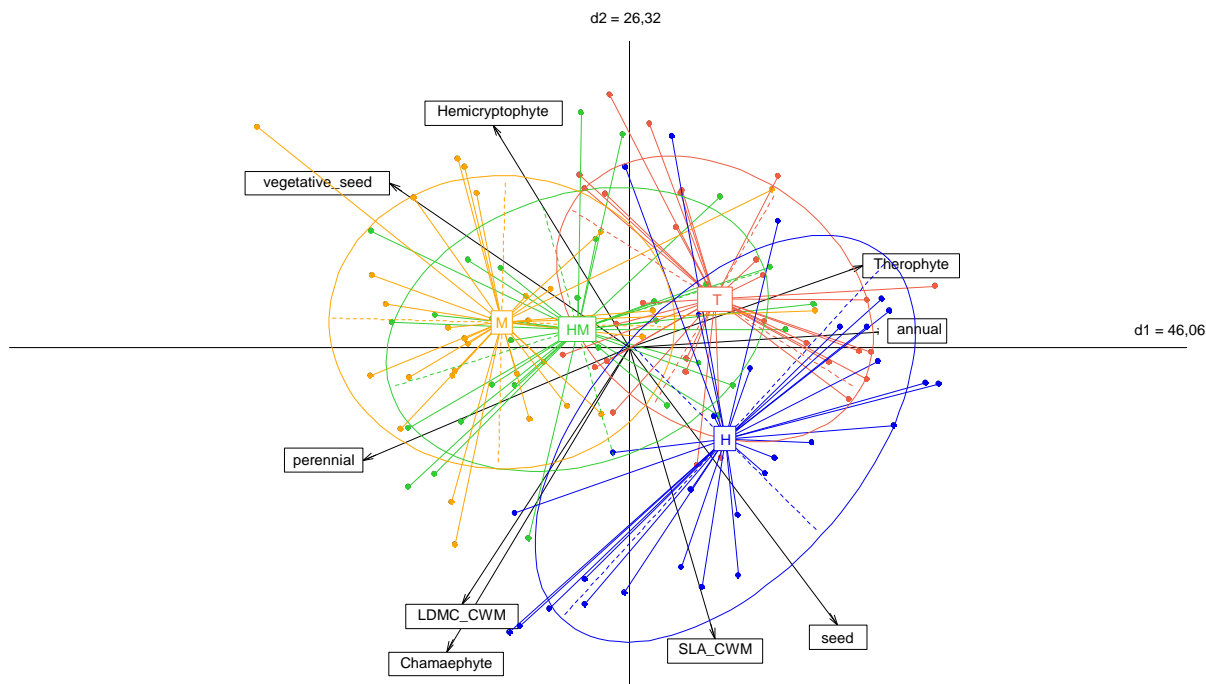 d2 = 26,32
Hemicryptophyte
vegetative_seed
Therophyte
T
M
HM
annual
d1 = 46,06
H
perennial
LDMC_CWM
seed
SLA_CWM
Chamaephyte